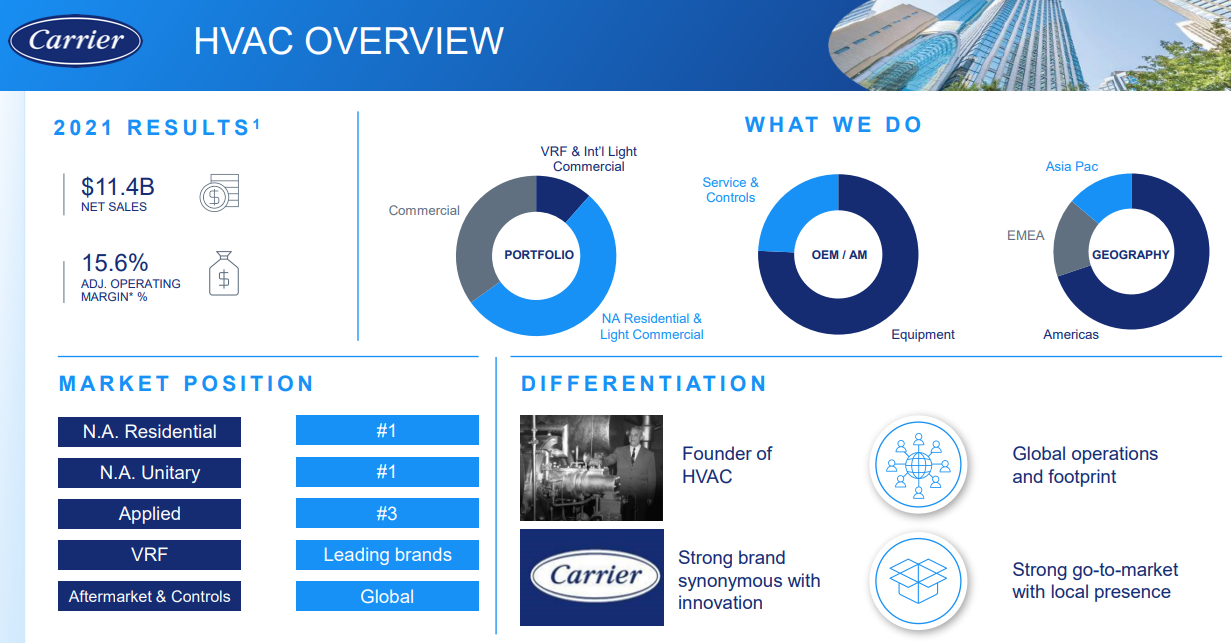 Carrier
HVAC OVERVIEW
2021 RESULTS¹
$11.4B
NET SALES
15.6%
ADJ. OPERATING
MARGIN* %
WHAT WE DO
VRF & Int'l Light
Commercial
Commercial
PORTFOLIO
NA Residential &
Light Commercial
Service &
Controls
OEM / AM
Equipment
Asia Pac
EMEA
GEOGRAPHY
Americas
MARKET POSITION
N.A. Residential
#1
N.A. Unitary
#1
Applied
#3
VRF
Leading brands
Aftermarket & Controls
Global
DIFFERENTIATION
Founder of
HVAC
Global operations
and footprint
Carrier
Strong brand
synonymous with
innovation
Strong go-to-market
with local presence